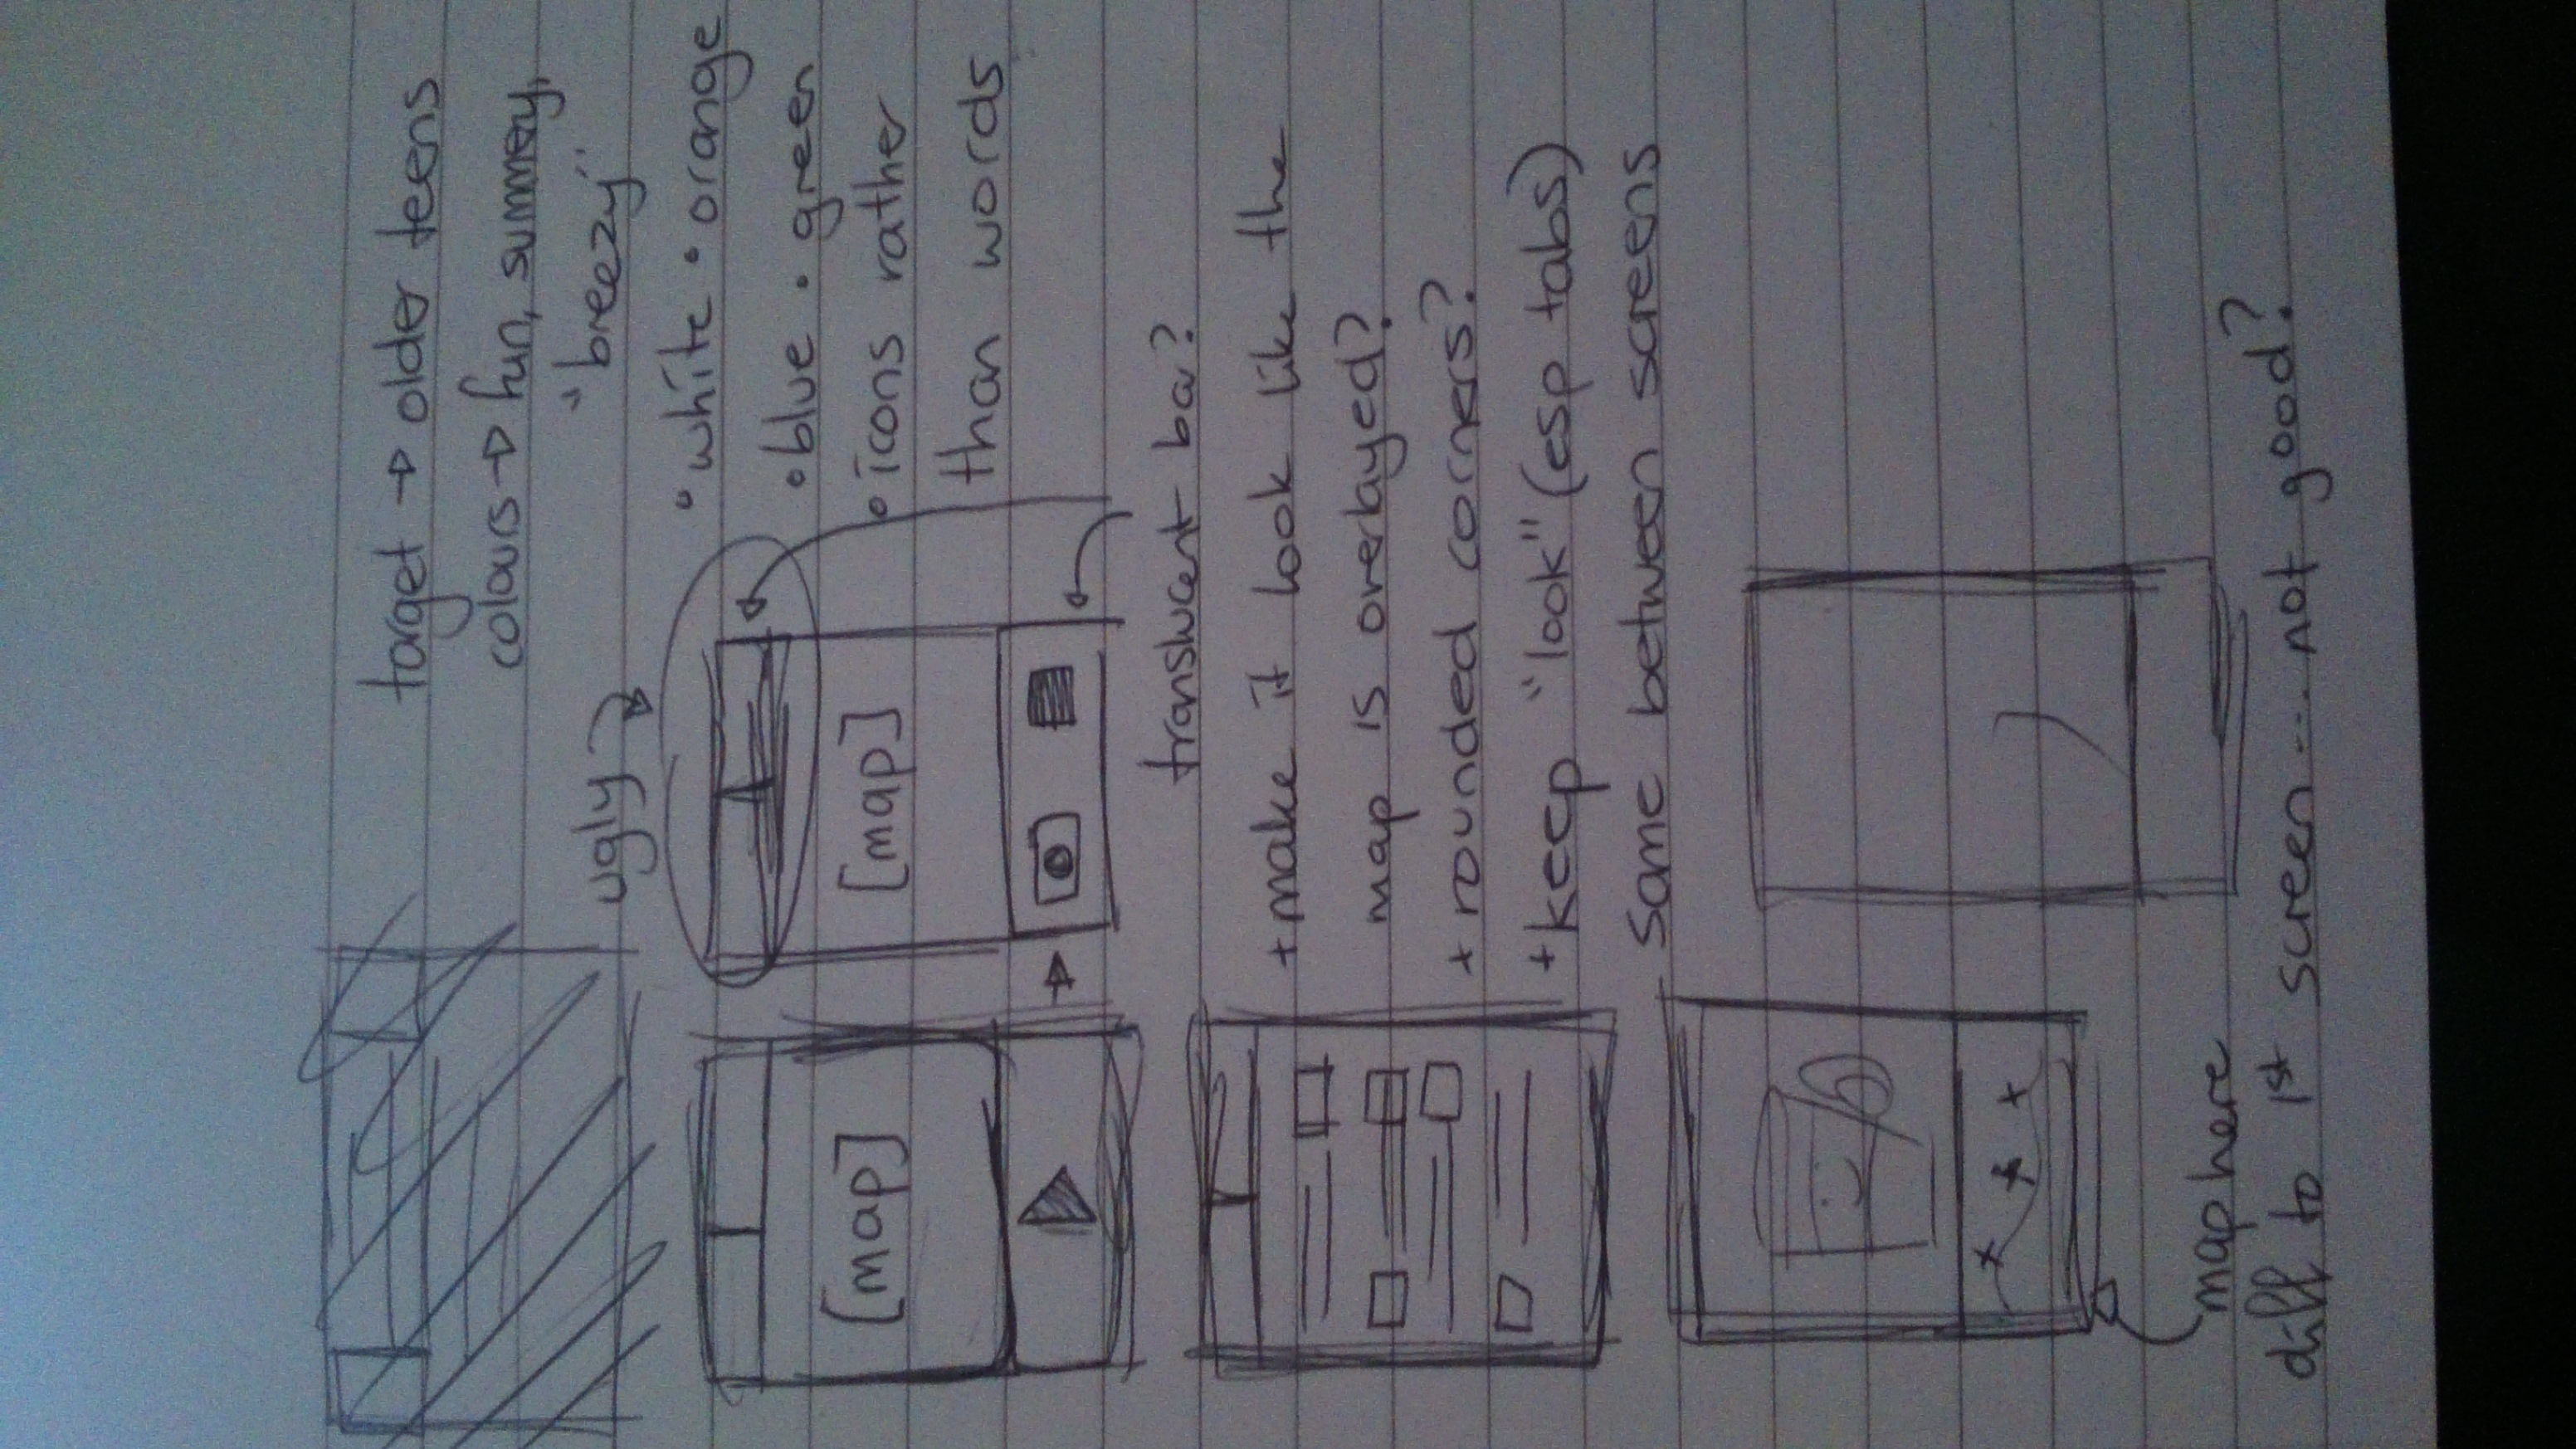 target → older teens
colours → fun, summery,
"breezy"
ugly
• white • orange
• blue • green
• icons rather
than words
[map]
[map]
translucent bar?
+ make it look like the
map is overlayed?
+ rounded corners?
+ keep "look" (esp tabs)
same between screens
map here
diff to 1st screen... not good?